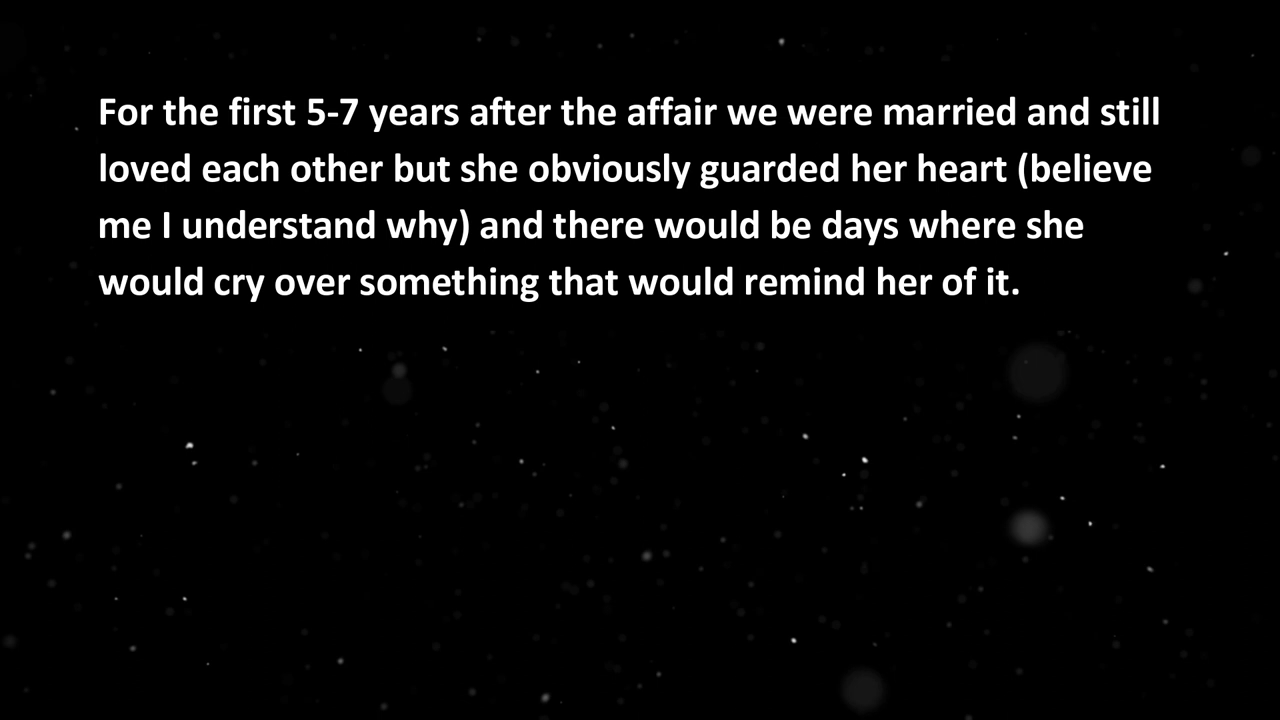 For the first 5-7 years after the affair we were married and still
loved each other but she obviously guarded her heart (believe
me I understand why) and there would be days where she
would cry over something that would remind her of it.